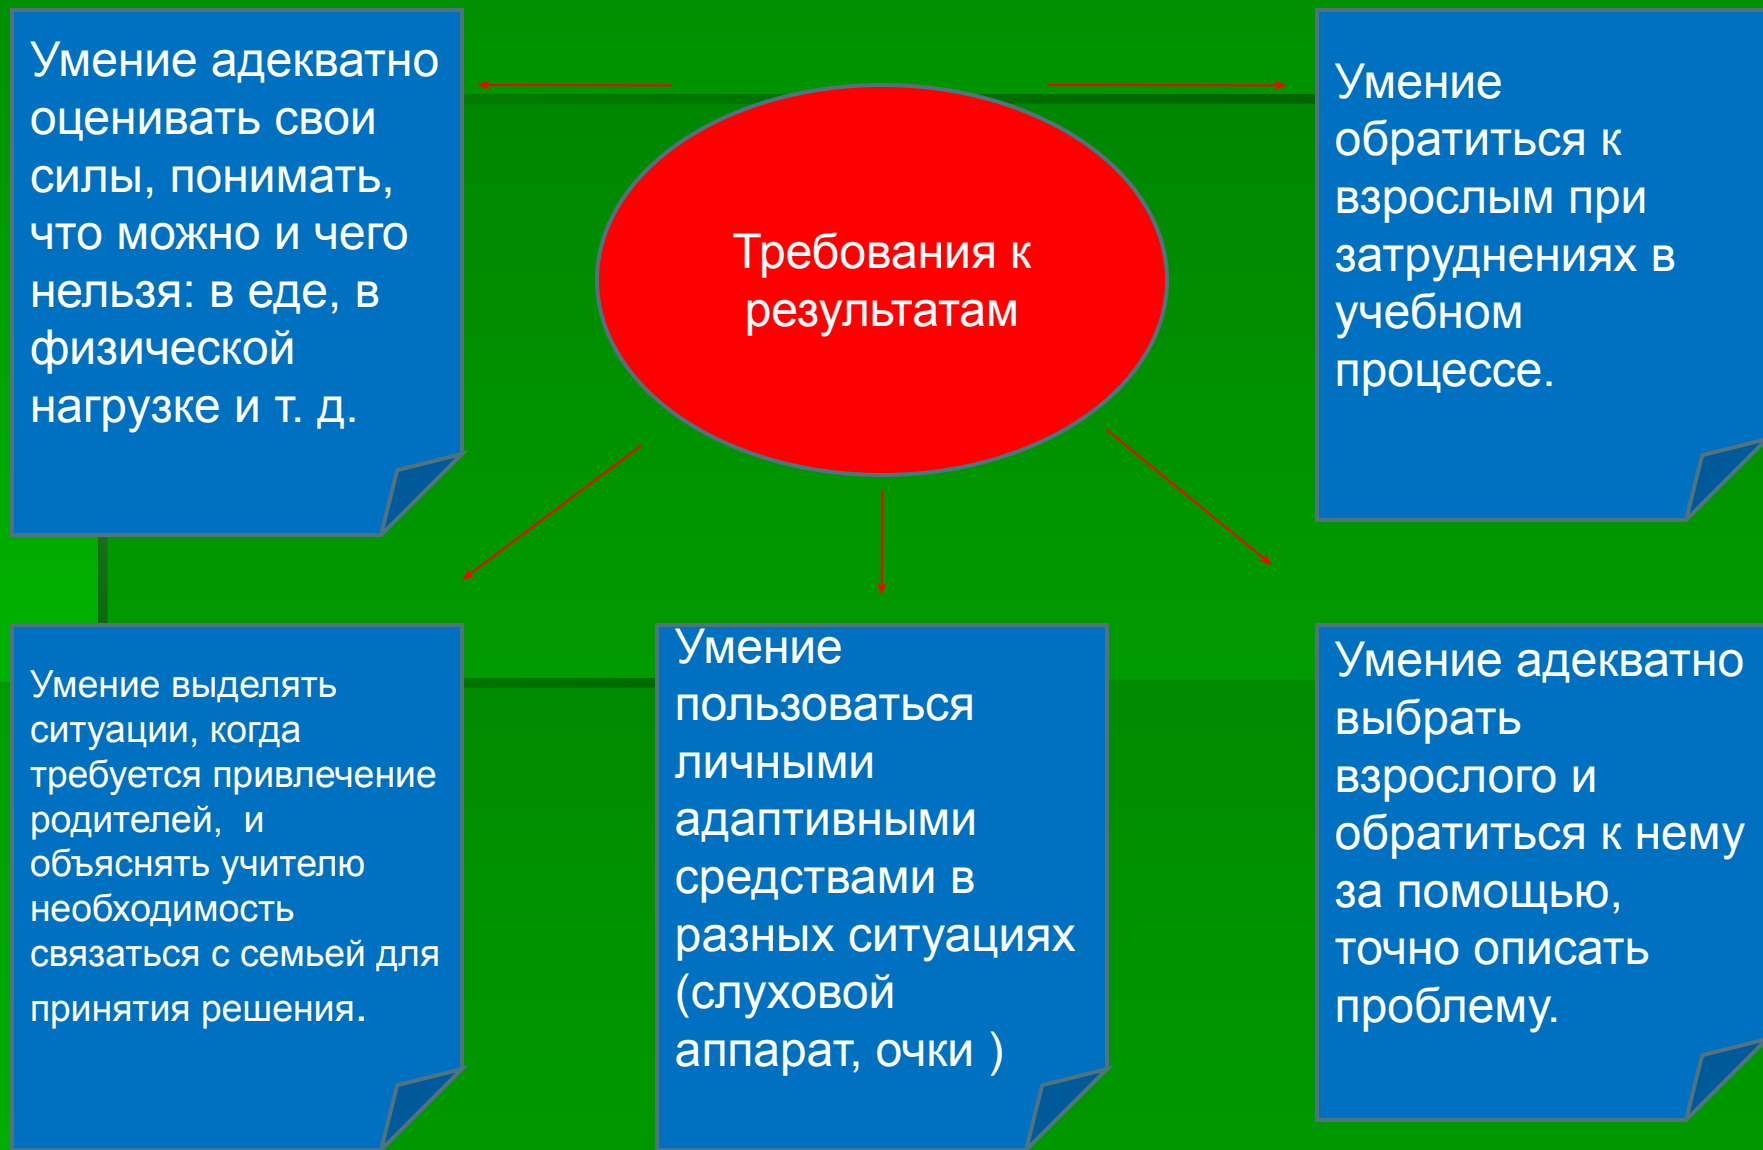 Умение адекватно
оценивать свои
силы, понимать,
что можно и чего
нельзя: в еде, в
физической
нагрузке и т. д.
Требования к
результатам
Умение
обратиться к
взрослым при
затруднениях в
учебном
процессе.
Умение выделять
ситуации, когда
требуется привлечение
родителей,  и
объяснять учителю
необходимость
связаться с семьей для
принятия решения.
Умение
пользоваться
личными
адаптивными
средствами в
разных ситуациях
(слуховой
аппарат, очки )
Умение адекватно
выбрать
взрослого и
обратиться к нему
за помощью,
точно описать
проблему.